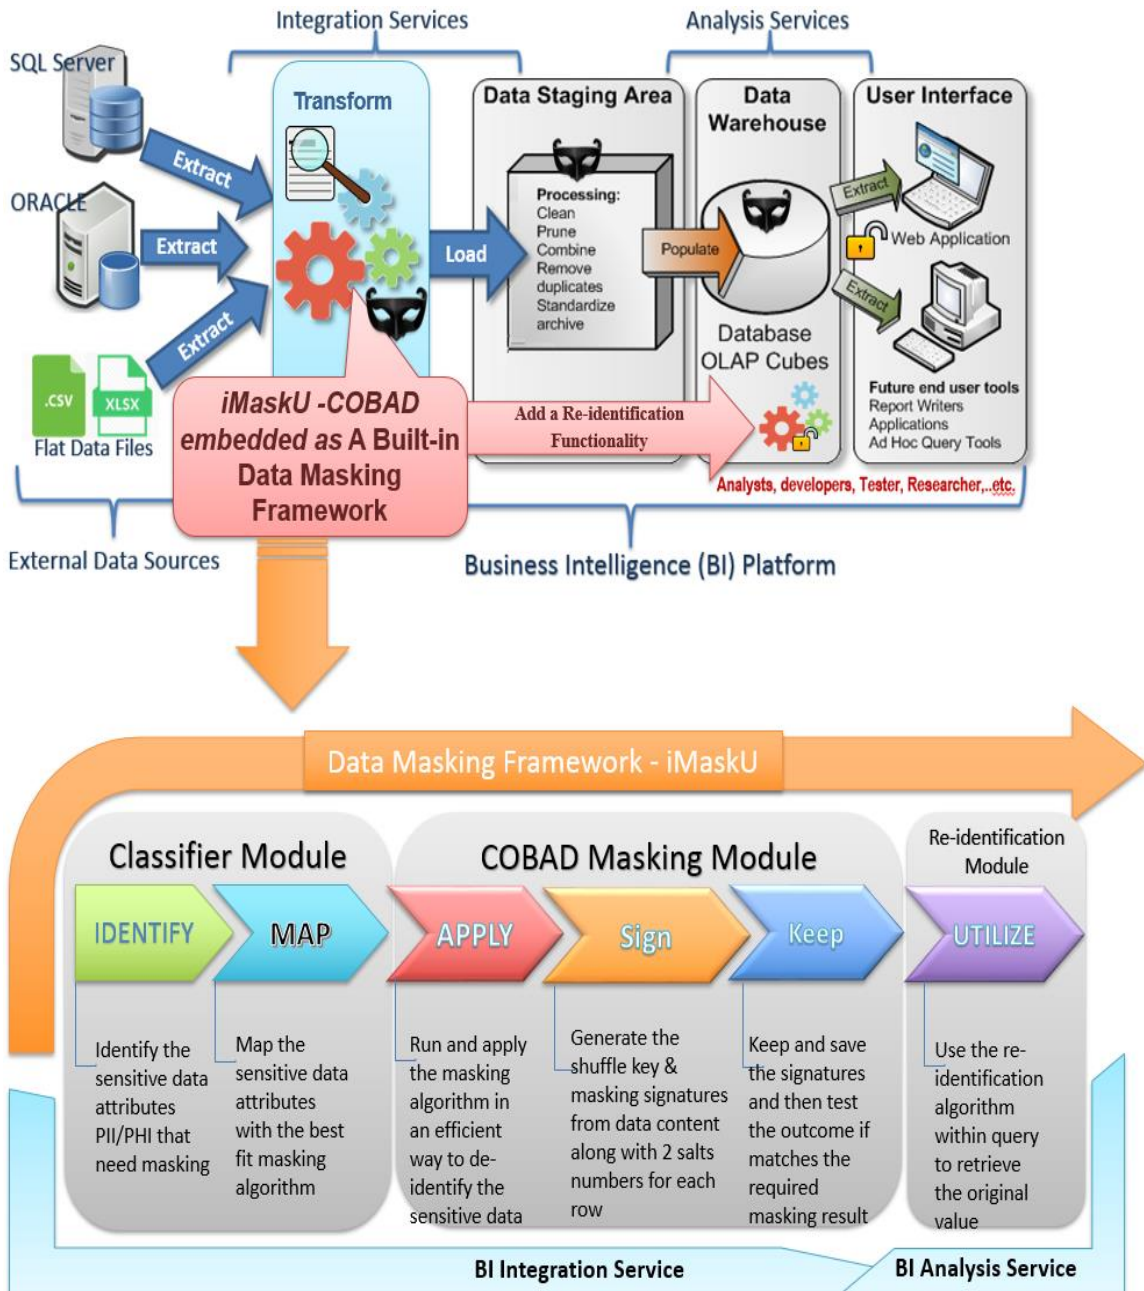 Integration Services
Analysis Services
SQL Server
ORACLE
.CSV
XLSX
Flat Data Files
Extract
Extract
Extract
Transform
Load
Data Staging Area
Processing:
Clean
Prune
Combine
Remove
duplicates
Standardize
archive
Populate
Data
Warehouse
Database
OLAP Cubes
User Interface
Extract
Web Application
Extract
Future end user tools
Report Writers
Applications
Ad Hoc Query Tools
iMaskU -COBAD
embedded as A Built-in
Data Masking
Framework
Add a Re-identification
Functionality
Analysts, developers, Tester, Researcher,..etc.
External Data Sources
Business Intelligence (BI) Platform
Data Masking Framework - iMaskU
Classifier Module
IDENTIFY
MAP
Identify the
sensitive data
attributes
PII/PHI that
need masking
Map the
sensitive data
attributes
with the best
fit masking
algorithm
COBAD Masking Module
APPLY
Sign
Keep
Run and apply
the masking
algorithm in
an efficient
way to de-
identify the
sensitive data
Generate the
shuffle key &
masking signatures
from data content
along with 2 salts
numbers for each
row
Keep and save
the signatures
and then test
the outcome if
matches the
required
masking result
Re-identification
Module
UTILIZE
Use the re-
identification
algorithm
within query
to retrieve
the original
value
BI Integration Service
BI Analysis Service